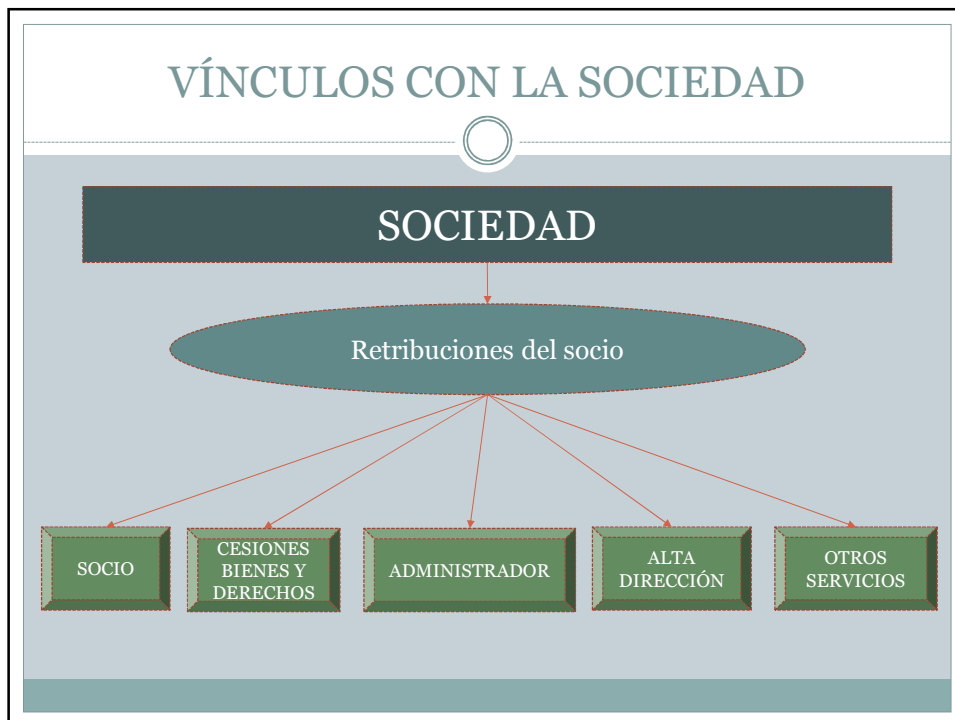 VÍNCULOS CON LA SOCIEDAD
SOCIEDAD
Retribuciones del socio
SOCIO
CESIONES
BIENES Y
DERECHOS
ADMINISTRADOR
ALTA
DIRECCIÓN
OTROS
SERVICIOS